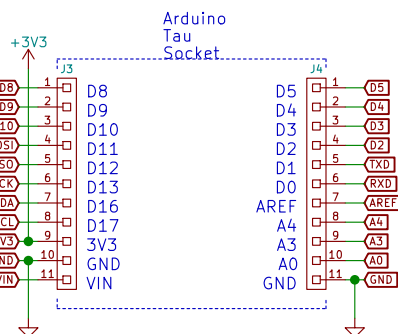 Arduino
Tau
Socket
+3V3
J3
J4
D8 1 D8 D5 1 D5
D9 2 D9 D4 2 D4
10 3 D10 D3 3 D3
OSI 4 D11 D2 4 D2
SO 5 D12 D1 5 TXD
CK 6 D13 D0 6 RXD
DA 7 D16 AREF 7 AREF
CL 8 D17 A4 8 A4
V3 9 3V3 A3 9 A3
ND 10 GND A0 10 A0
VIN 11 VIN GND 11 GND